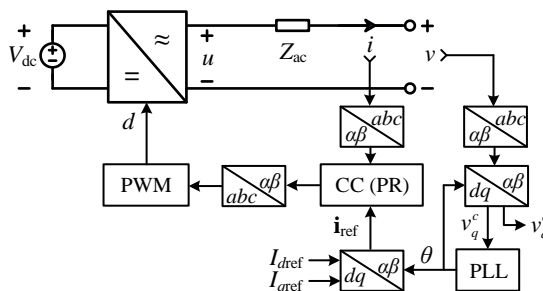 + ≈ + +
V_dc = u Z_ac i v
− − −
d abc αβ abc αβ
PWM αβ abc CC (PR) αβ dq
i_ref v_q^c
I_dref αβ θ PLL
I_qref dq